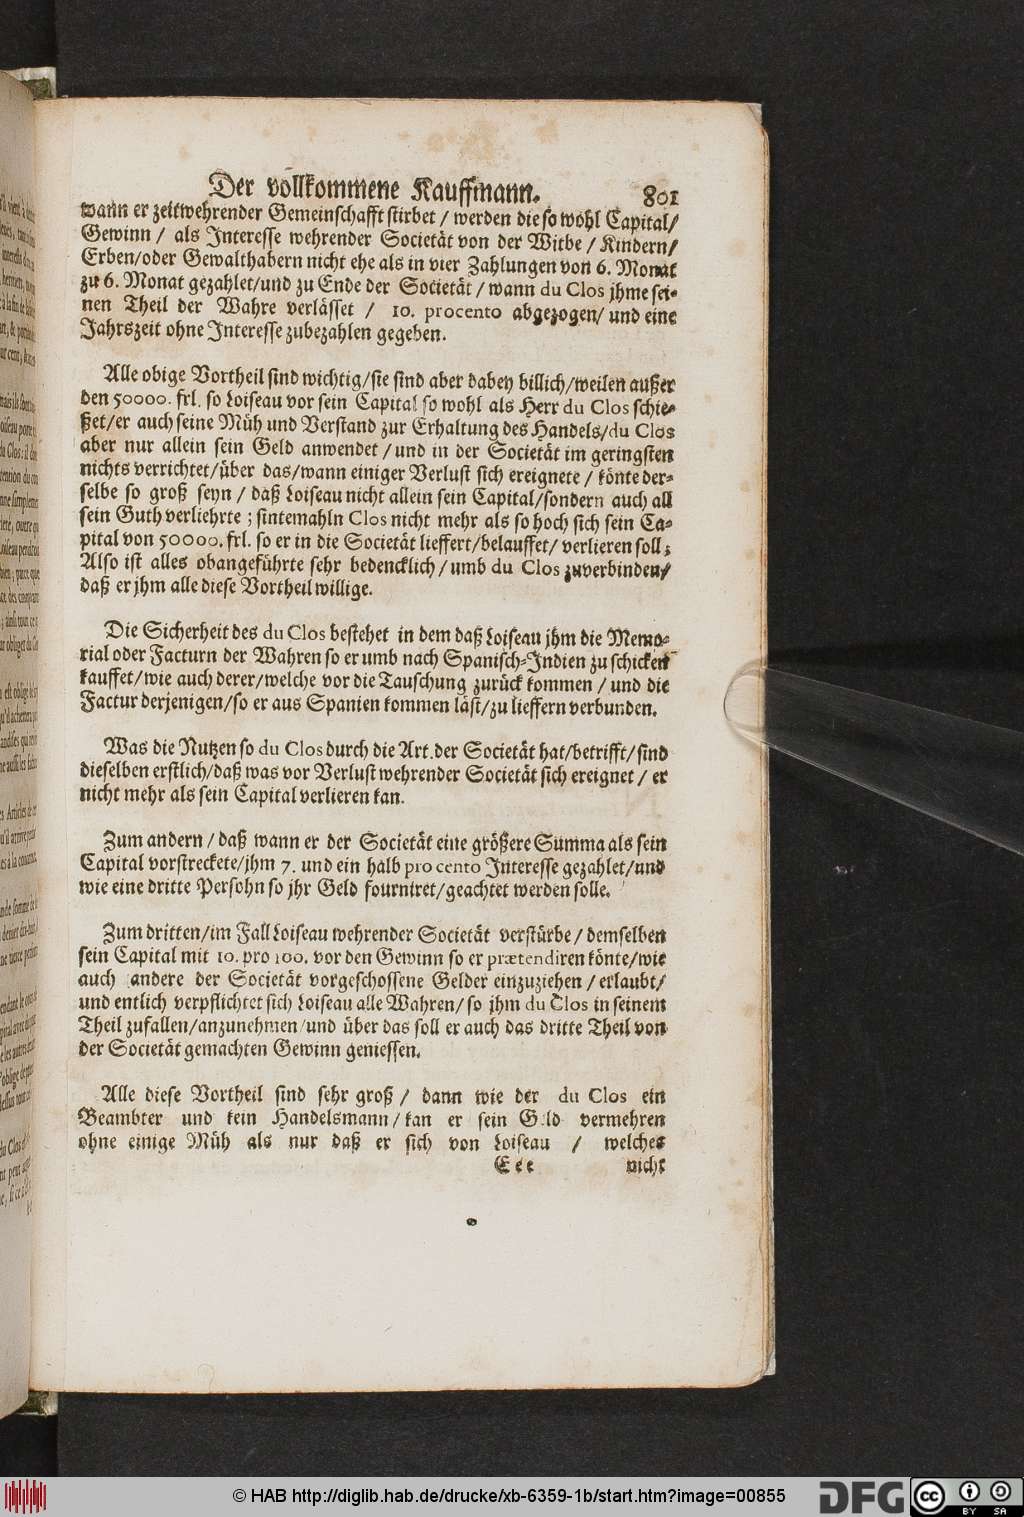 Der vollkommene Kauffmann. 801
wann er zeitwehrender Gemeinschafft stirbet / werden die so wohl Capital/
Gewinn / als Interesse wehrender Societät von der Witbe / Kindern/
Erben/oder Gewalthabern nicht ehe als in vier Zahlungen von 6. Monat
zu 6. Monat gezahlet/und zu Ende der Societät / wann du Clos jhme sei-
nen Theil der Wahre verlässet / 10. procento abgezogen/ und eine
Jahrszeit ohne Interesse zubezahlen gegeben.
Alle obige Vortheil sind wichtig/sie sind aber dabey billich/weilen außer
den 50000. frl. so Loiseau vor sein Capital so wohl als Herr du Clos schie-
ßet/er auch seine Müh und Verstand zur Erhaltung des Handels/du Clos
aber nur allein sein Geld anwendet / und in der Societät im geringsten
nichts verrichtet/über das/wann einiger Verlust sich ereignete / könte der-
selbe so groß seyn / daß Loiseau nicht allein sein Capital/sondern auch all
sein Guth verliehrte ; sintemahln Clos nicht mehr als so hoch sich sein Ca-
pital von 50000. frl. so er in die Societät lieffert/belauffet/ verlieren soll ;
Also ist alles obangeführte sehr bedencklich / umb du Clos zuverbinden/
daß er jhm alle diese Vortheil willige.
Die Sicherheit des du Clos bestehet in dem daß Loiseau jhm die Memo-
rial oder Facturn der Wahren so er umb nach Spanisch-Indien zu schicken
kauffet/wie auch derer/welche vor die Tauschung zurück kommen / und die
Factur derjenigen/so er aus Spanien kommen läst/zu lieffern verbunden.
Was die Nutzen so du Clos durch die Art der Societät hat/betrifft/sind
dieselben erstlich/daß was vor Verlust wehrender Societät sich ereignet / er
nicht mehr als sein Capital verlieren kan.
Zum andern / daß wann er der Societät eine größere Summa als sein
Capital vorstreckete/jhm 7. und ein halb pro cento Interesse gezahlet/und
wie eine dritte Persohn so jhr Geld fourniret/geachtet werden solle.
Zum dritten/im Fall Loiseau wehrender Societät verstürbe / demselben
sein Capital mit 10. pro 100. vor den Gewinn so er prætendiren könte/wie
auch andere der Societät vorgeschossene Gelder einzuziehen / erlaubt/
und entlich verpflichtet sich Loiseau alle Wahren/ so jhm du Clos in seinem
Theil zufallen/anzunehmen/und über das soll er auch das dritte Theil von
der Societät gemachten Gewinn geniessen.
Alle diese Vortheil sind sehr groß / dann wie der du Clos ein
Beambter und kein Handelsmann/kan er sein Geld vermehren
ohne einige Müh als nur daß er sich von Loiseau / welches
Eee nicht
© HAB http://diglib.hab.de/drucke/xb-6359-1b/start.htm?image=00855
DFG
cc BY SA